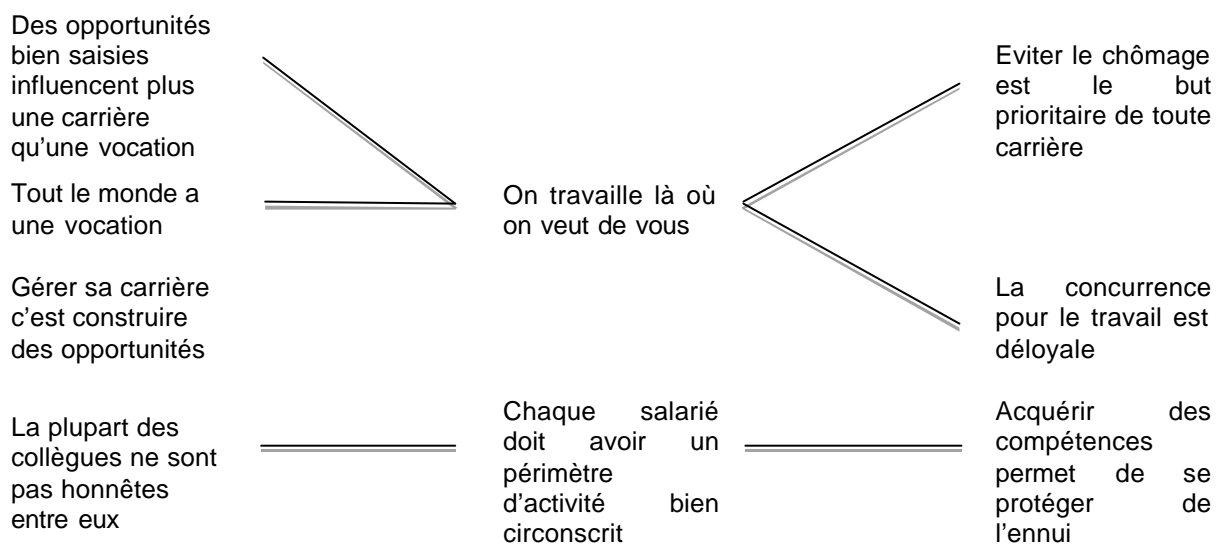 Des opportunités
bien saisies
influencent plus
une carrière
qu'une vocation
Tout le monde a
une vocation
Gérer sa carrière
c'est construire
des opportunités
La plupart des
collègues ne sont
pas honnêtes
entre eux
On travaille là où
on veut de vous
Chaque salarié
doit avoir un
périmètre
d'activité bien
circonscrit
Eviter le chômage
est le but
prioritaire de toute
carrière
La concurrence
pour le travail est
déloyale
Acquérir des
compétences
permet de se
protéger de
l'ennui